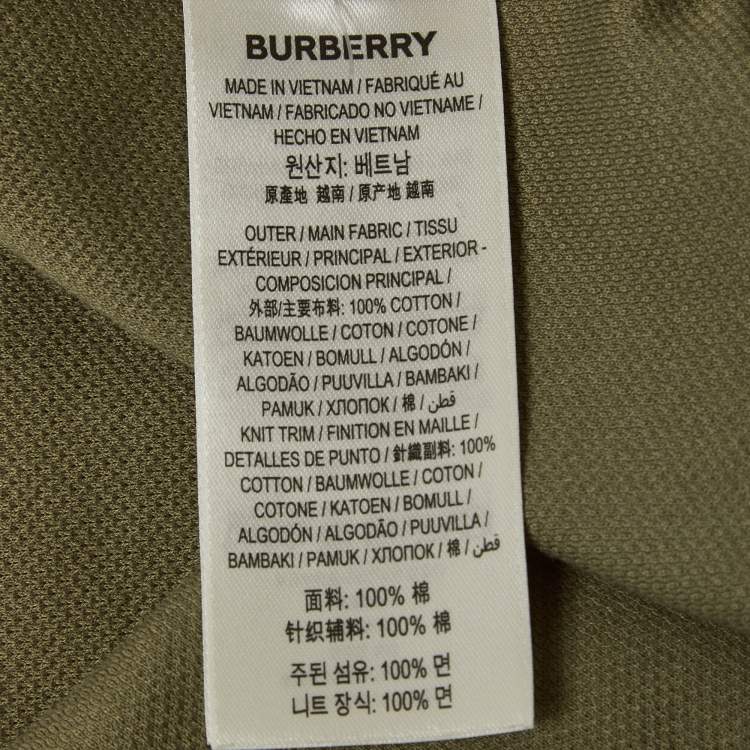 BURBERRY
MADE IN VIETNAM / FABRIQUÉ AU
VIETNAM / FABRICADO NO VIETNAME /
HECHO EN VIETNAM
원산지: 베트남
原產地 越南 / 原产地 越南
OUTER / MAIN FABRIC / TISSU
EXTÉRIEUR / PRINCIPAL / EXTERIOR -
COMPOSICION PRINCIPAL /
外部/主要布料: 100% COTTON /
BAUMWOLLE / COTON / COTONE /
KATOEN / BOMULL / ALGODÓN /
ALGODÃO / PUUVILLA / BAMBAKI /
PAMUK / ХЛОПОК / 棉 / قطن /
KNIT TRIM / FINITION EN MAILLE /
DETALLES DE PUNTO / 針織副料: 100%
COTTON / BAUMWOLLE / COTON /
COTONE / KATOEN / BOMULL /
ALGODÓN / ALGODÃO / PUUVILLA /
BAMBAKI / PAMUK / ХЛОПОК / 棉 / قطن
面料: 100% 棉
针织辅料: 100% 棉
주된 섬유: 100% 면
니트 장식: 100% 면